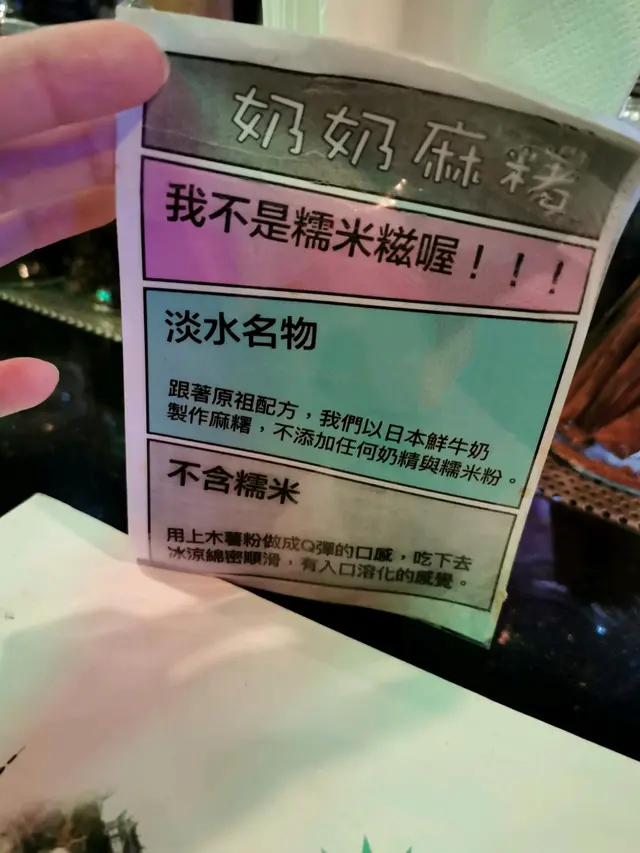 奶奶麻糬
我不是糯米糍喔！！！
淡水名物
跟著原祖配方，我們以日本鮮牛奶
製作麻糬，不添加任何奶精與糯米粉。
不含糯米
用上木薯粉做成Q彈的口感，吃下去
冰涼綿密順滑，有入口溶化的感覺。